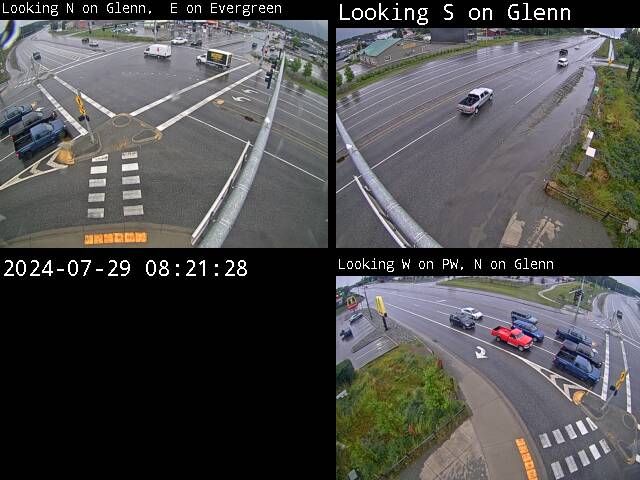 Looking N on Glenn,  E on Evergreen
Looking S on Glenn
2024-07-29 08:21:28
Looking W on PW, N on Glenn